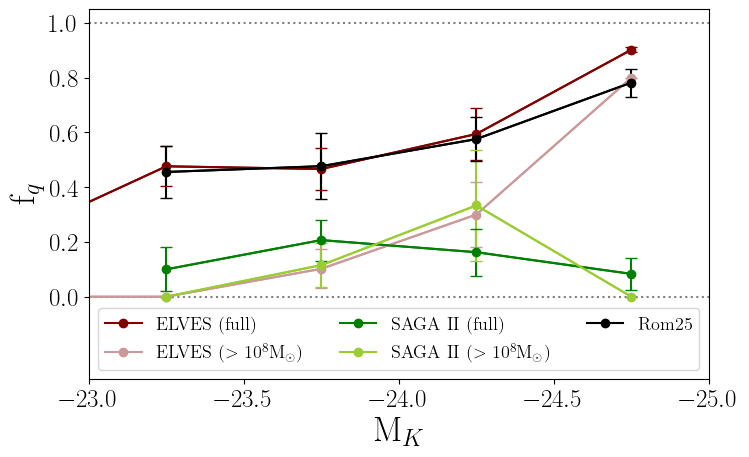 1.0
0.8
0.6
0.4
0.2
0.0
f_q
ELVES (full)
ELVES (> 10^8M_☉)
SAGA II (full)
SAGA II (> 10^8M_☉)
Rom25
−23.0 −23.5 −24.0 −24.5 −25.0
M_K